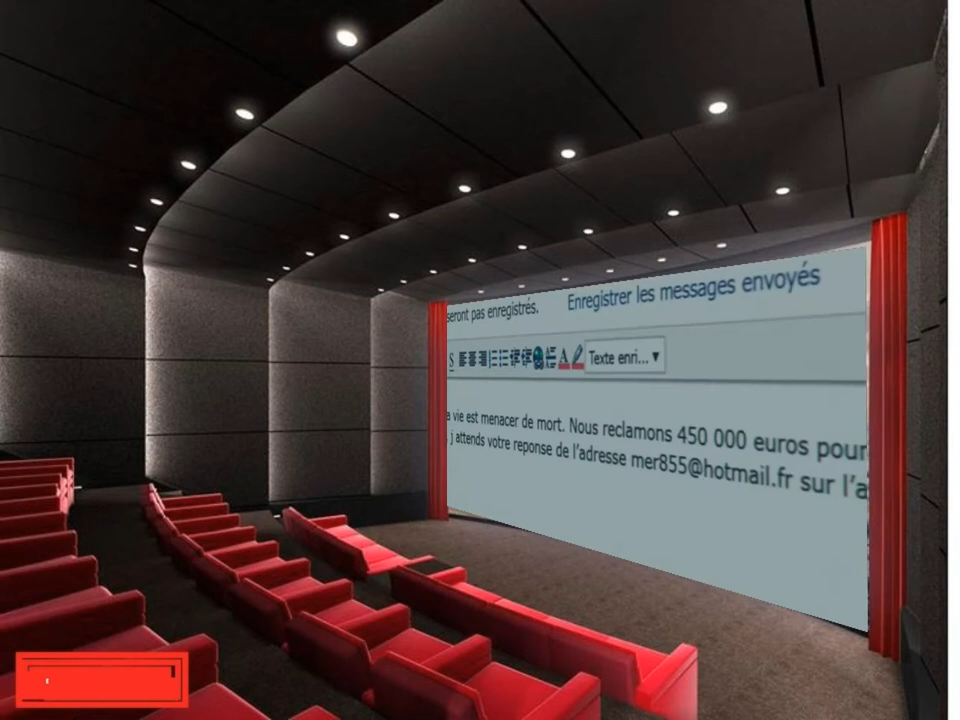 seront pas enregistrés. Enregistrer les messages envoyés
S A Texte enri...
a vie est menacer de mort. Nous reclamons 450 000 euros pour
j attends votre reponse de l'adresse mer855@hotmail.fr sur l'a